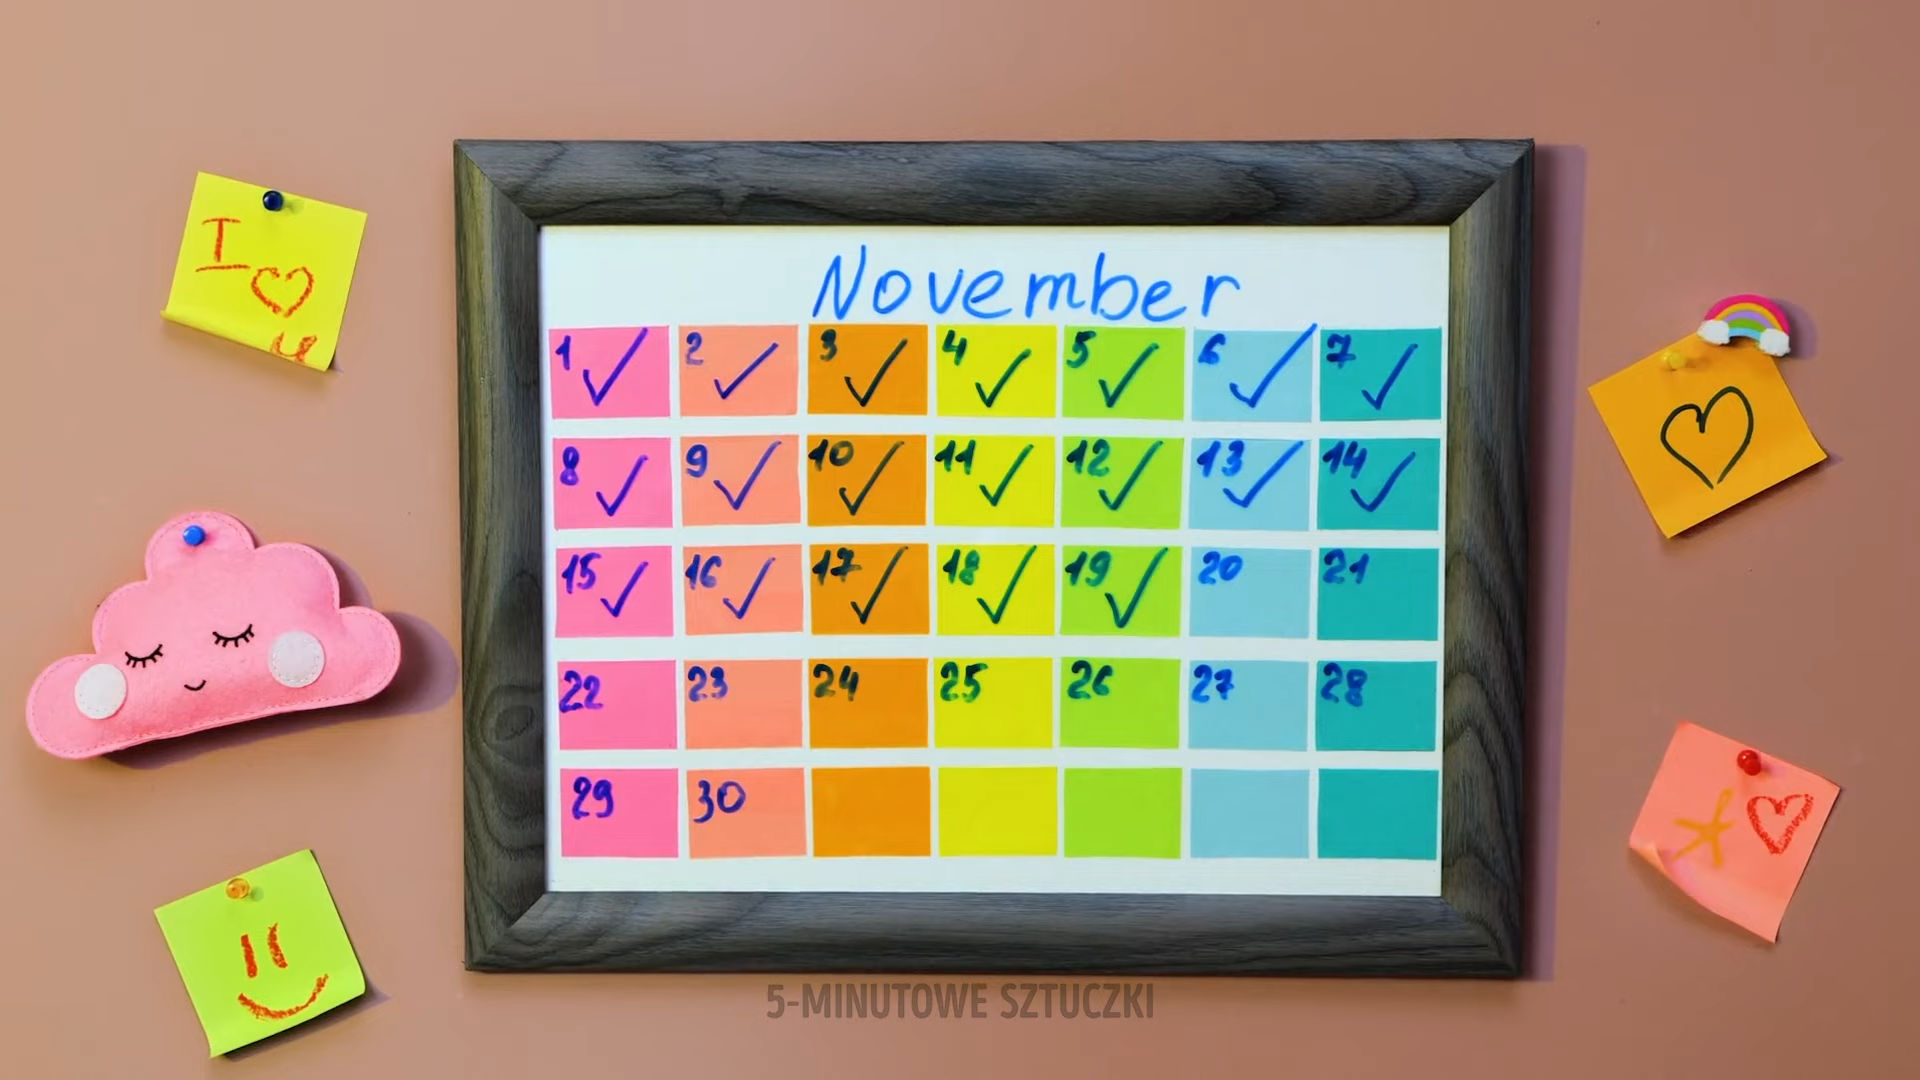 I ♡
u
November
1 ✓ 2 ✓ 3 ✓ 4 ✓ 5 ✓ 6 ✓ 7 ✓
8 ✓ 9 ✓ 10 ✓ 11 ✓ 12 ✓ 13 ✓ 14 ✓
15 ✓ 16 ✓ 17 ✓ 18 ✓ 19 ✓ 20 21
22 23 24 25 26 27 28
29 30
5-MINUTOWE SZTUCZKI